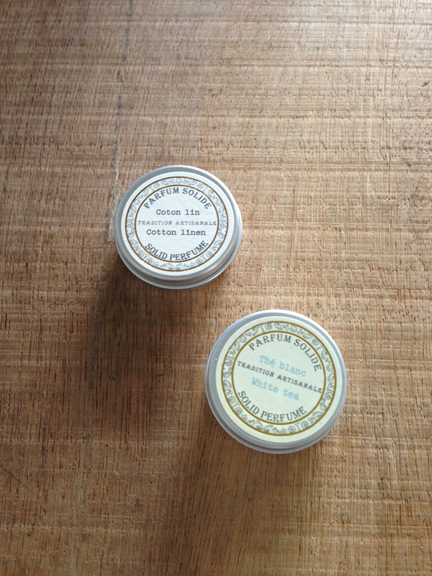 PARFUM SOLIDE
Coton lin
TRADITION ARTISANALE
Cotton linen
SOLID PERFUME
PARFUM SOLIDE
Thé blanc
TRADITION ARTISANALE
White tea
SOLID PERFUME